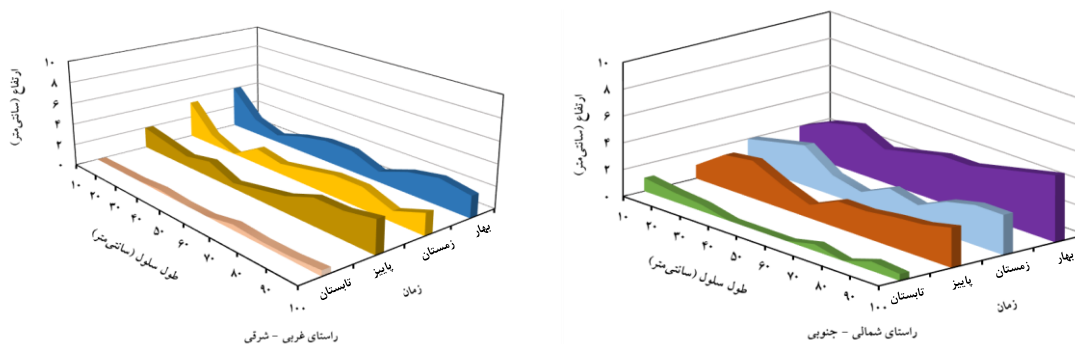 ارتفاع (سانتی‌متر)
۱۰
۸
۶
۴
۲
۰
۱۰
۲۰
۳۰
۴۰
۵۰
۶۰
۷۰
۸۰
۹۰
۱۰۰
طول سلول (سانتی‌متر)
تابستان
پاییز
زمستان
بهار
زمان
راستای غربی - شرقی
ارتفاع (سانتی‌متر)
۱۰
۸
۶
۴
۲
۰
۱۰
۲۰
۳۰
۴۰
۵۰
۶۰
۷۰
۸۰
۹۰
۱۰۰
طول سلول (سانتی‌متر)
تابستان
پاییز
زمستان
بهار
زمان
راستای شمالی - جنوبی